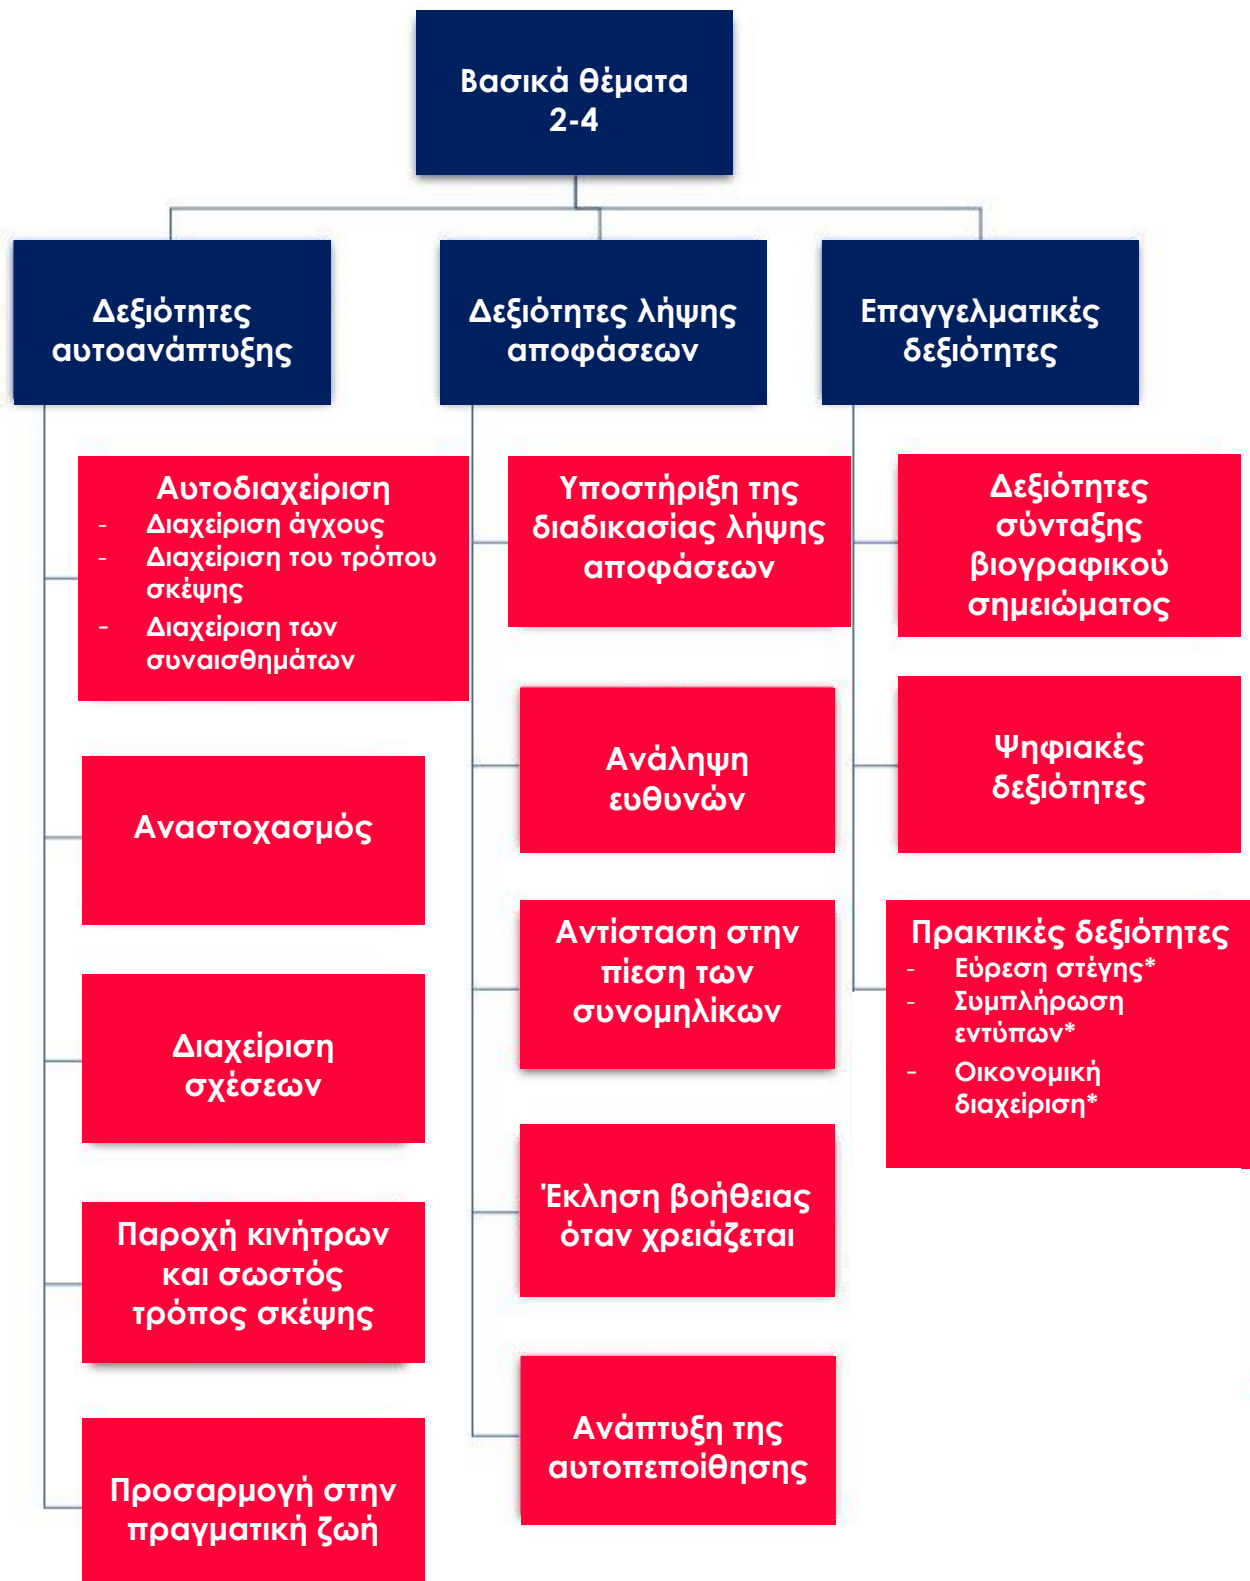 Βασικά θέματα
2-4
Δεξιότητες
αυτοανάπτυξης
Δεξιότητες λήψης
αποφάσεων
Επαγγελματικές
δεξιότητες
Αυτοδιαχείριση
- Διαχείριση άγχους
- Διαχείριση του τρόπου
σκέψης
- Διαχείριση των
συναισθημάτων
Αναστοχασμός
Διαχείριση
σχέσεων
Παροχή κινήτρων
και σωστός
τρόπος σκέψης
Προσαρμογή στην
πραγματική ζωή
Υποστήριξη της
διαδικασίας λήψης
αποφάσεων
Ανάληψη
ευθυνών
Αντίσταση στην
πίεση των
συνομηλίκων
Έκληση βοήθειας
όταν χρειάζεται
Ανάπτυξη της
αυτοπεποίθησης
Δεξιότητες
σύνταξης
βιογραφικού
σημειώματος
Ψηφιακές
δεξιότητες
Πρακτικές δεξιότητες
- Εύρεση στέγης*
- Συμπλήρωση
εντύπων*
- Οικονομική
διαχείριση*